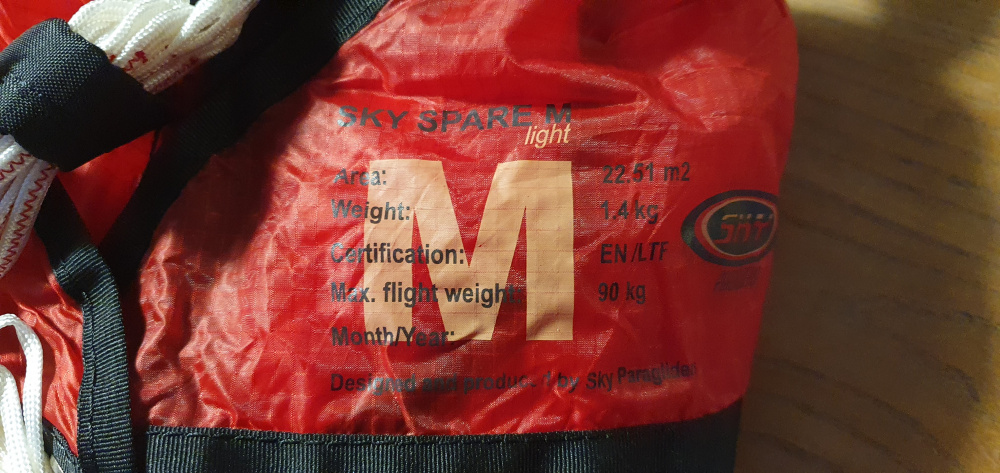 SKY SPARE M
light
M
Area: 22.51 m2
Weight: 1.4 kg
Certification: EN/LTF
Max. flight weight: 90 kg
Month/Year:
Designed and produced by Sky Paragliders
SKY